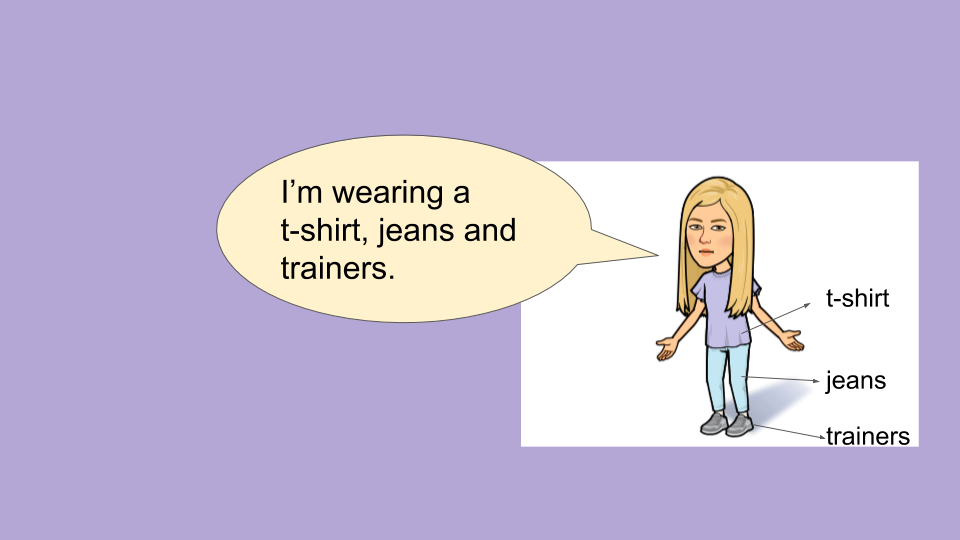 I’m wearing a
t-shirt, jeans and
trainers.
t-shirt
jeans
trainers